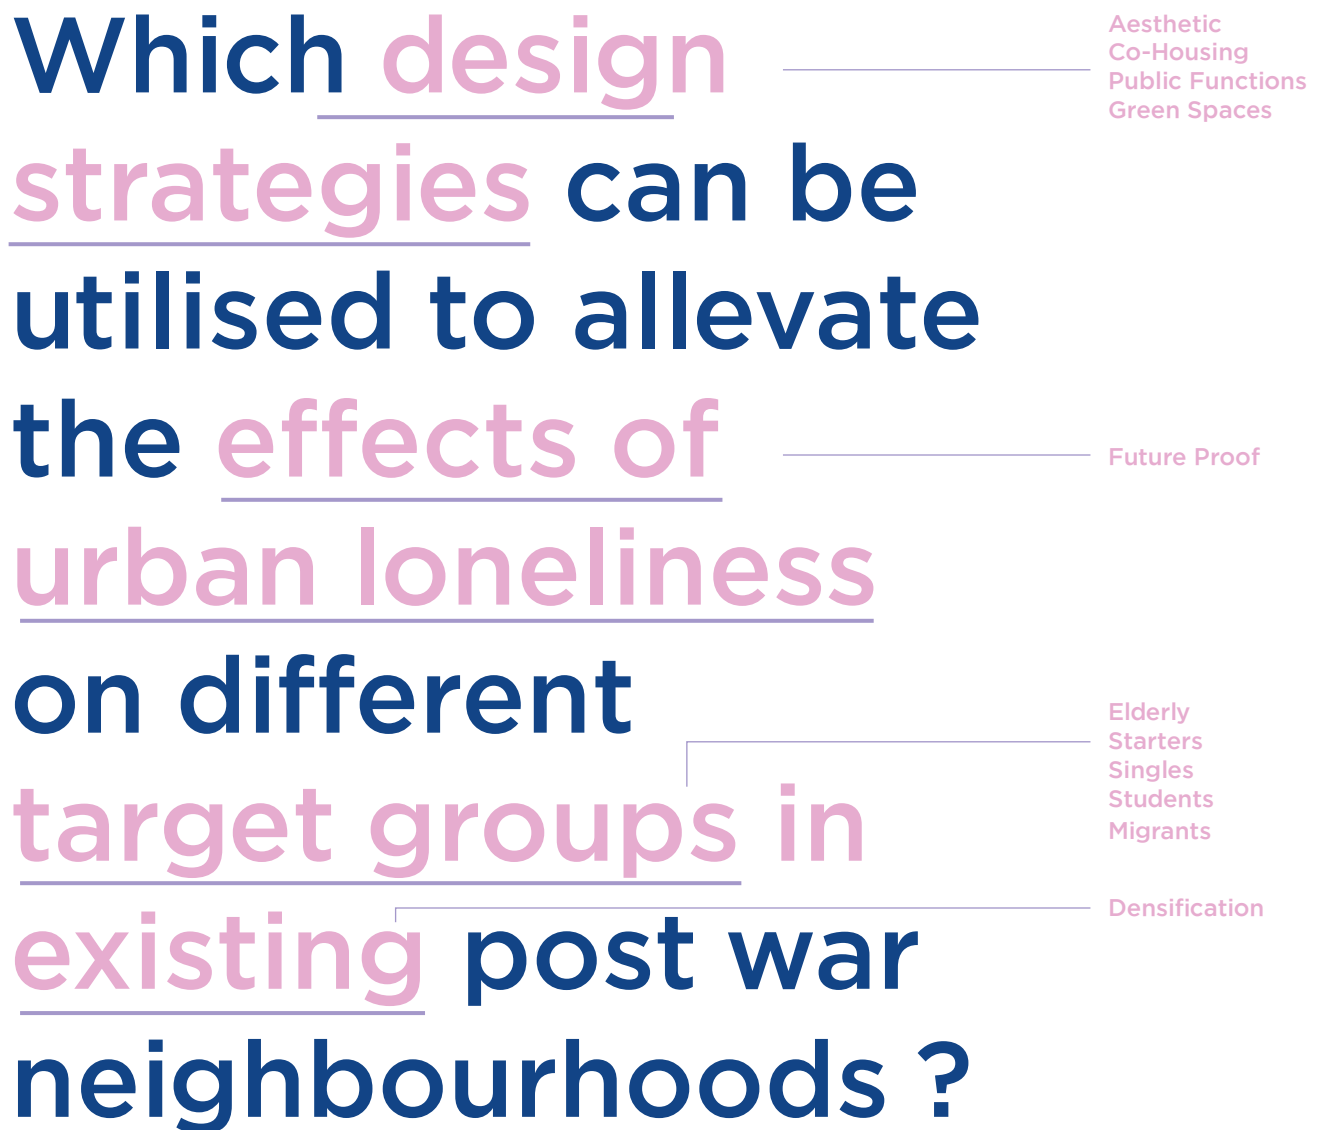 Which design
strategies can be
utilised to allevate
the effects of
urban loneliness
on different
target groups in
existing post war
neighbourhoods ?
Aesthetic
Co-Housing
Public Functions
Green Spaces
Future Proof
Elderly
Starters
Singles
Students
Migrants
Densification